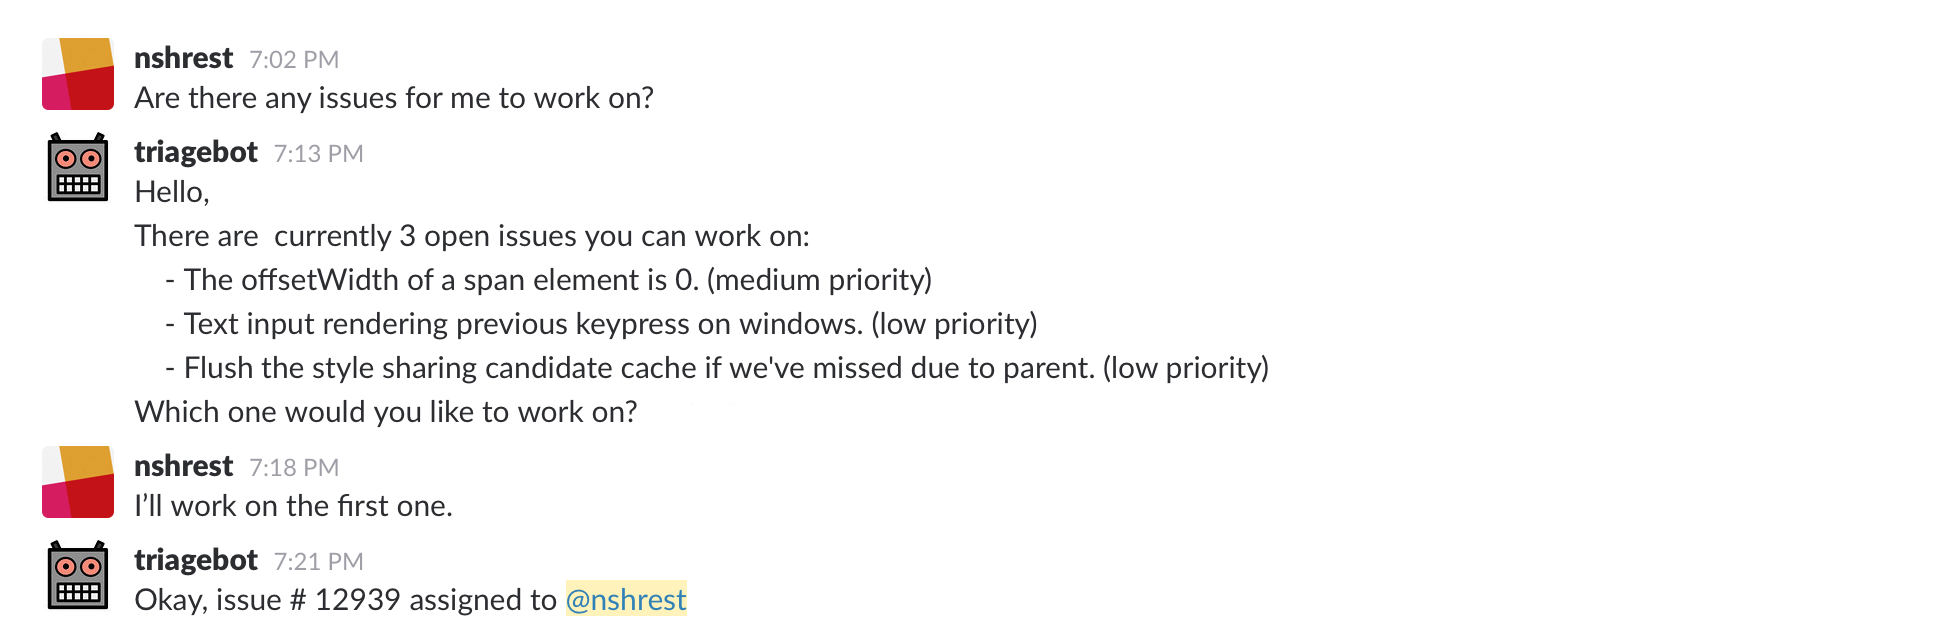 nshrest 7:02 PM
Are there any issues for me to work on?
triagebot 7:13 PM
Hello,
There are  currently 3 open issues you can work on:
- The offsetWidth of a span element is 0. (medium priority)
- Text input rendering previous keypress on windows. (low priority)
- Flush the style sharing candidate cache if we've missed due to parent. (low priority)
Which one would you like to work on?
nshrest 7:18 PM
I’ll work on the first one.
triagebot 7:21 PM
Okay, issue # 12939 assigned to @nshrest